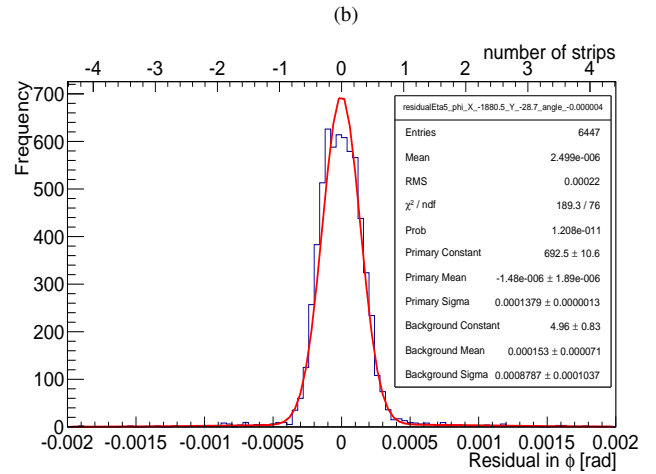 (b)
number of strips
-4 -3 -2 -1 0 1 2 3 4
Frequency
700
600
500
400
300
200
100
0
residualEta5_phi_X_-1880.5_Y_-28.7_angle_-0.000004
Entries 6447
Mean 2.499e-006
RMS 0.00022
χ² / ndf 189.3 / 76
Prob 1.208e-011
Primary Constant 692.5 ± 10.6
Primary Mean -1.48e-006 ± 1.89e-006
Primary Sigma 0.0001379 ± 0.0000013
Background Constant 4.96 ± 0.83
Background Mean 0.000153 ± 0.000071
Background Sigma 0.0008787 ± 0.0001037
-0.002 -0.0015 -0.001 -0.0005 0 0.0005 0.001 0.0015 0.002
Residual in ϕ [rad]